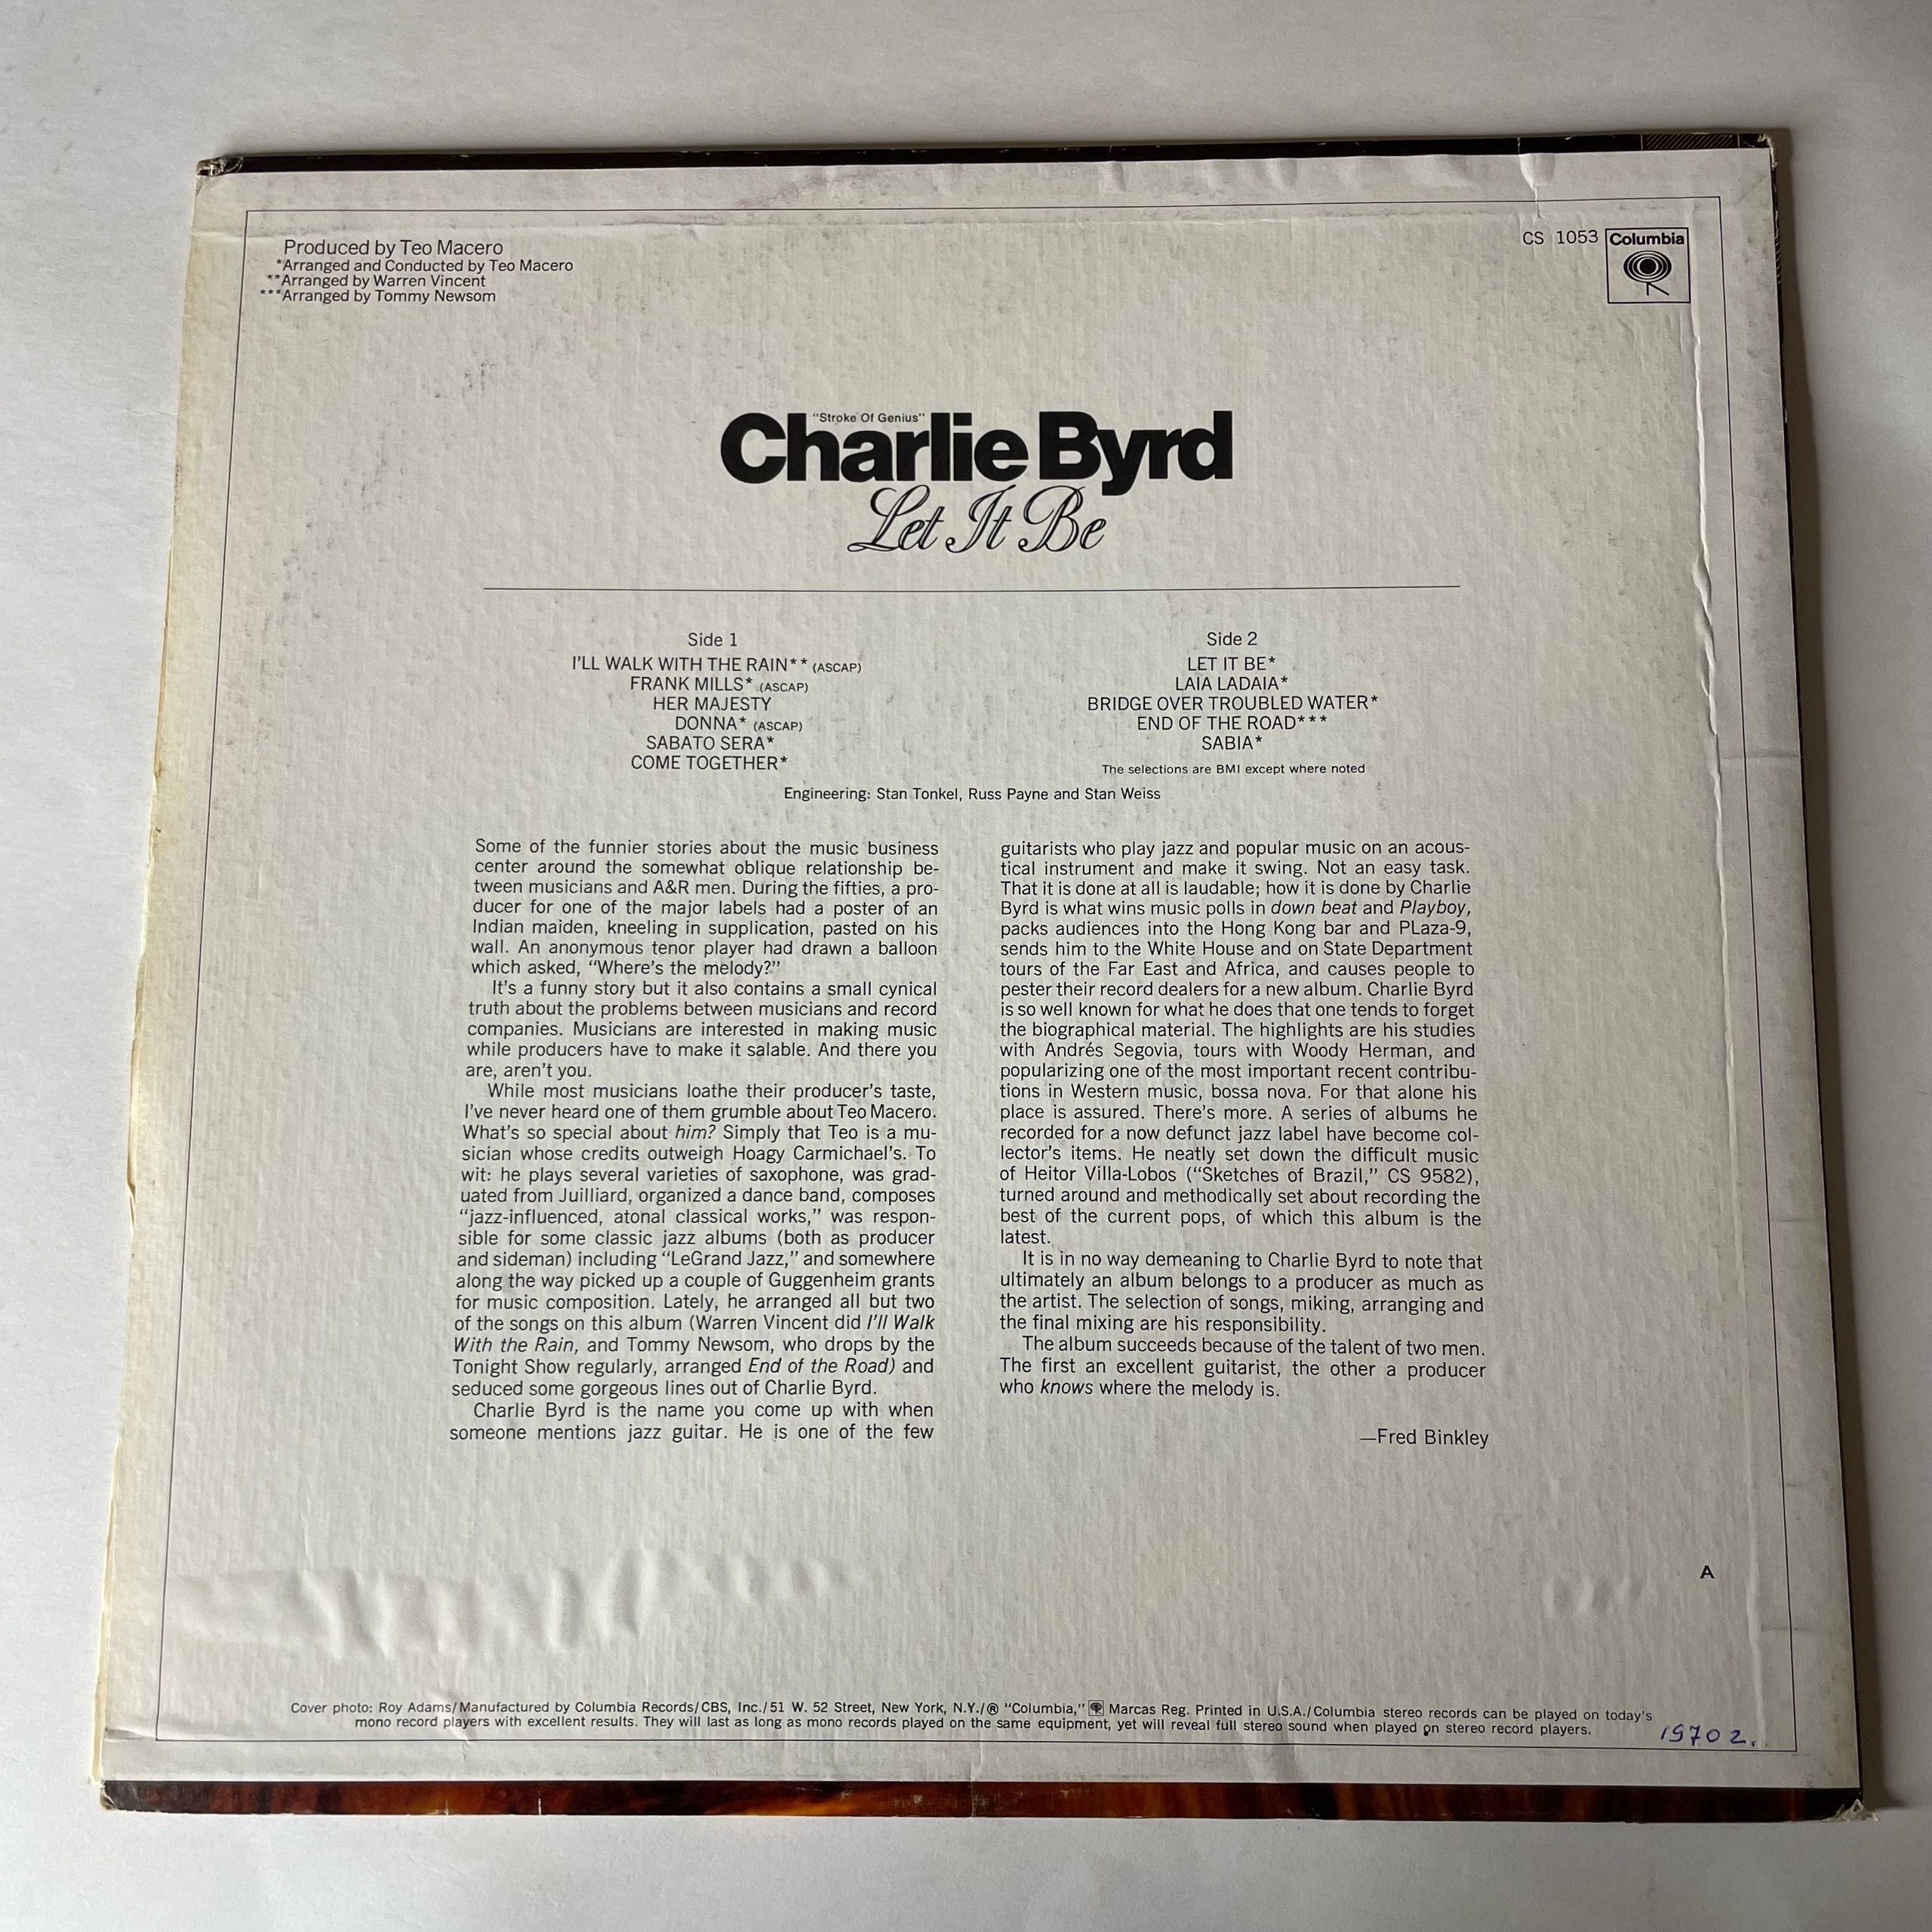 Produced by Teo Macero
*Arranged and Conducted by Teo Macero
**Arranged by Warren Vincent
***Arranged by Tommy Newsom
CS 1053
Columbia
"Stroke Of Genius"
Charlie Byrd
Let It Be
Side 1
I'LL WALK WITH THE RAIN** (ASCAP)
FRANK MILLS* (ASCAP)
HER MAJESTY
DONNA* (ASCAP)
SABATO SERA*
COME TOGETHER*
Side 2
LET IT BE*
LAIA LADAIA*
BRIDGE OVER TROUBLED WATER*
END OF THE ROAD***
SABIA*
The selections are BMI except where noted
Engineering: Stan Tonkel, Russ Payne and Stan Weiss
Some of the funnier stories about the music business
center around the somewhat oblique relationship be-
tween musicians and A&R men. During the fifties, a pro-
ducer for one of the major labels had a poster of an
Indian maiden, kneeling in supplication, pasted on his
wall. An anonymous tenor player had drawn a balloon
which asked, "Where's the melody?"
It's a funny story but it also contains a small cynical
truth about the problems between musicians and record
companies. Musicians are interested in making music
while producers have to make it salable. And there you
are, aren't you.
While most musicians loathe their producer's taste,
I've never heard one of them grumble about Teo Macero.
What's so special about him? Simply that Teo is a mu-
sician whose credits outweigh Hoagy Carmichael's. To
wit: he plays several varieties of saxophone, was grad-
uated from Juilliard, organized a dance band, composes
"jazz-influenced, atonal classical works," was respon-
sible for some classic jazz albums (both as producer
and sideman) including "LeGrand Jazz," and somewhere
along the way picked up a couple of Guggenheim grants
for music composition. Lately, he arranged all but two
of the songs on this album (Warren Vincent did I'll Walk
With the Rain, and Tommy Newsom, who drops by the
Tonight Show regularly, arranged End of the Road) and
seduced some gorgeous lines out of Charlie Byrd.
Charlie Byrd is the name you come up with when
someone mentions jazz guitar. He is one of the few
guitarists who play jazz and popular music on an acous-
tical instrument and make it swing. Not an easy task.
That it is done at all is laudable; how it is done by Charlie
Byrd is what wins music polls in down beat and Playboy,
packs audiences into the Hong Kong bar and PLaza-9,
sends him to the White House and on State Department
tours of the Far East and Africa, and causes people to
pester their record dealers for a new album. Charlie Byrd
is so well known for what he does that one tends to forget
the biographical material. The highlights are his studies
with Andrés Segovia, tours with Woody Herman, and
popularizing one of the most important recent contribu-
tions in Western music, bossa nova. For that alone his
place is assured. There's more. A series of albums he
recorded for a now defunct jazz label have become col-
lector's items. He neatly set down the difficult music
of Heitor Villa-Lobos ("Sketches of Brazil," CS 9582),
turned around and methodically set about recording the
best of the current pops, of which this album is the
latest.
It is in no way demeaning to Charlie Byrd to note that
ultimately an album belongs to a producer as much as
the artist. The selection of songs, miking, arranging and
the final mixing are his responsibility.
The album succeeds because of the talent of two men.
The first an excellent guitarist, the other a producer
who knows where the melody is.
—Fred Binkley
A
Cover photo: Roy Adams/Manufactured by Columbia Records/CBS, Inc./51 W. 52 Street, New York, N.Y./® "Columbia," Marcas Reg. Printed in U.S.A./Columbia stereo records can be played on today's
mono record players with excellent results. They will last as long as mono records played on the same equipment, yet will reveal full stereo sound when played on stereo record players.
19702.